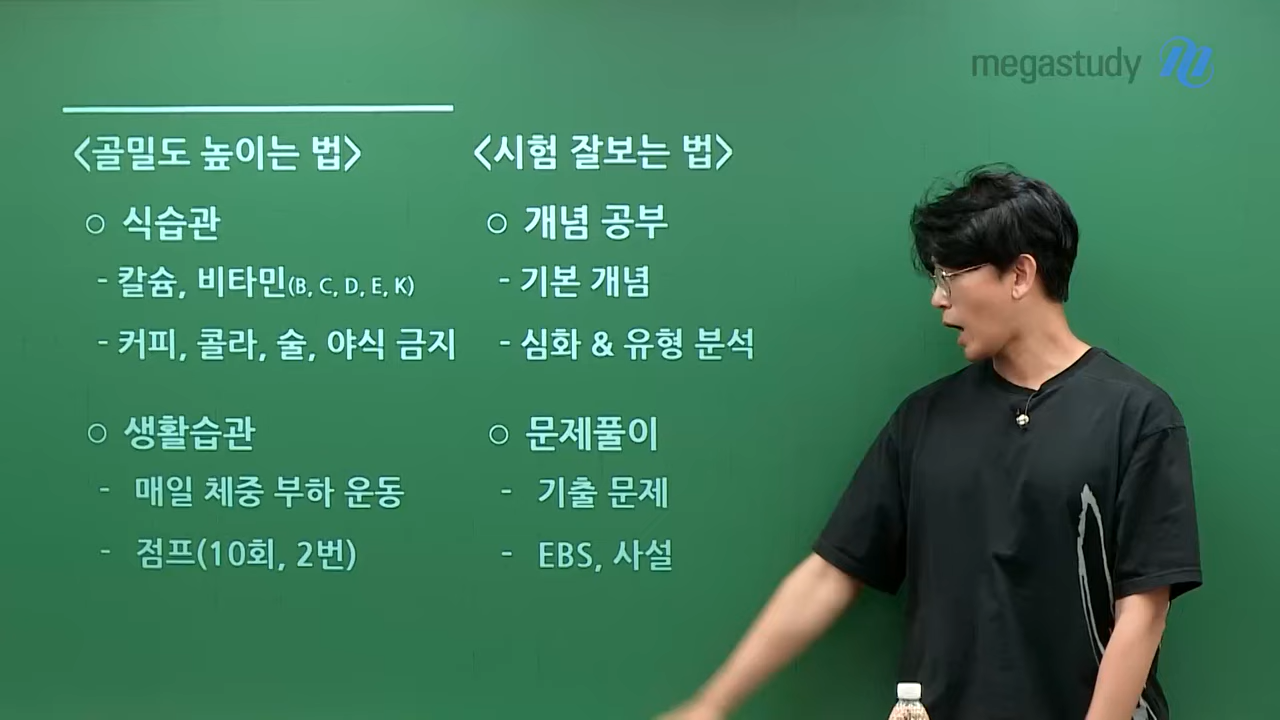 megastudy
<골밀도 높이는 법>
○ 식습관
- 칼슘, 비타민(B, C, D, E, K)
- 커피, 콜라, 술, 야식 금지
○ 생활습관
- 매일 체중 부하 운동
- 점프(10회, 2번)
<시험 잘보는 법>
○ 개념 공부
- 기본 개념
- 심화 & 유형 분석
○ 문제풀이
- 기출 문제
- EBS, 사설